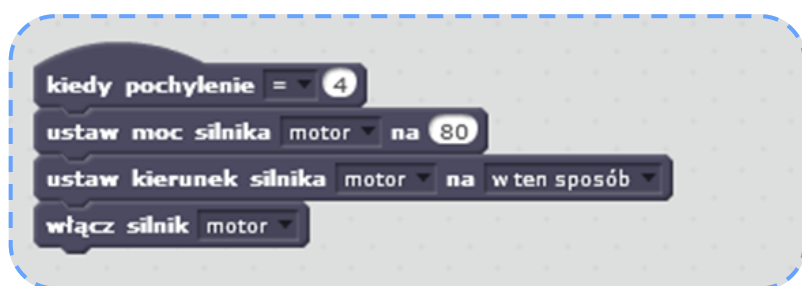 kiedy pochylenie = 4
ustaw moc silnika motor na 80
ustaw kierunek silnika motor na w ten sposób
włącz silnik motor